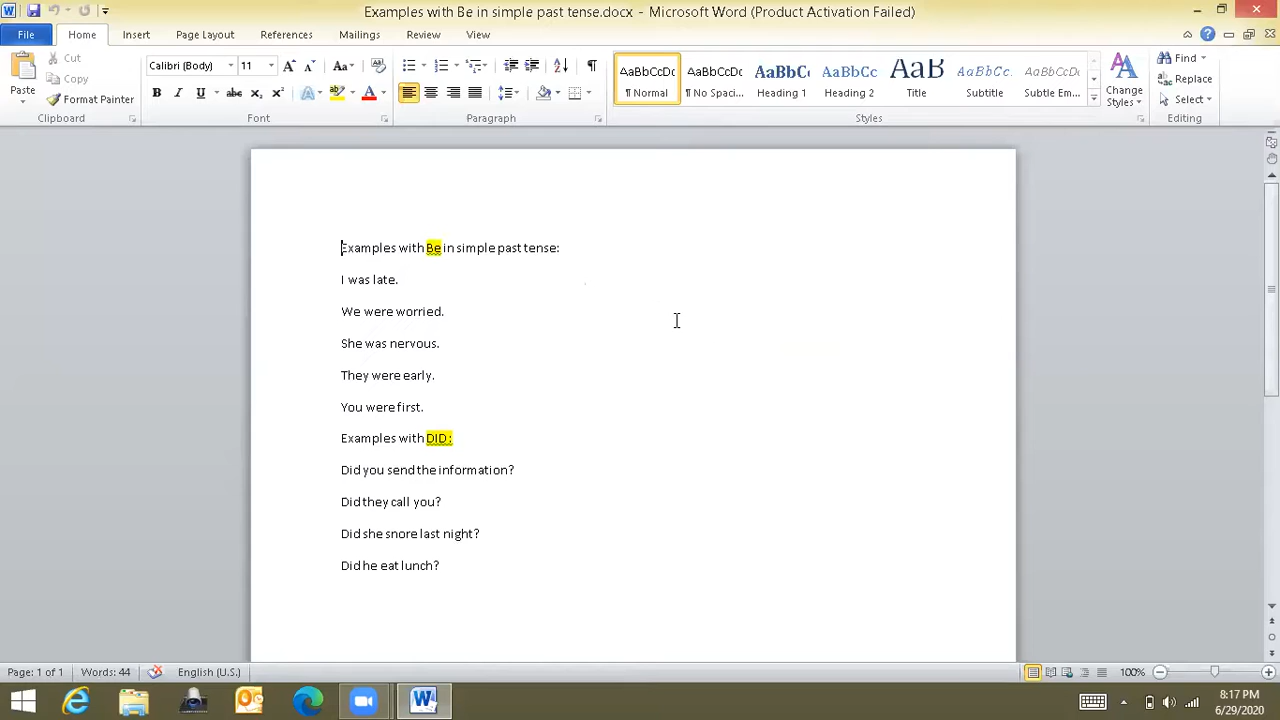 Examples with Be in simple past tense.docx - Microsoft Word (Product Activation Failed)
File Home Insert Page Layout References Mailings Review View
Paste Cut Copy Format Painter
Calibri (Body) 11
AaBbCcDc AaBbCcDc AaBbCc AaBbCc AaB AaBbCc. AaBbCcDc
¶ Normal ¶ No Spaci... Heading 1 Heading 2 Title Subtitle Subtle Em...
Change Styles
Find Replace Select
Clipboard Font Paragraph Styles Editing
Examples with Be in simple past tense:
I was late.
We were worried.
She was nervous.
They were early.
You were first.
Examples with DID:
Did you send the information?
Did they call you?
Did she snore last night?
Did he eat lunch?
Page: 1 of 1 Words: 44 English (U.S.) 100%
8:17 PM
6/29/2020